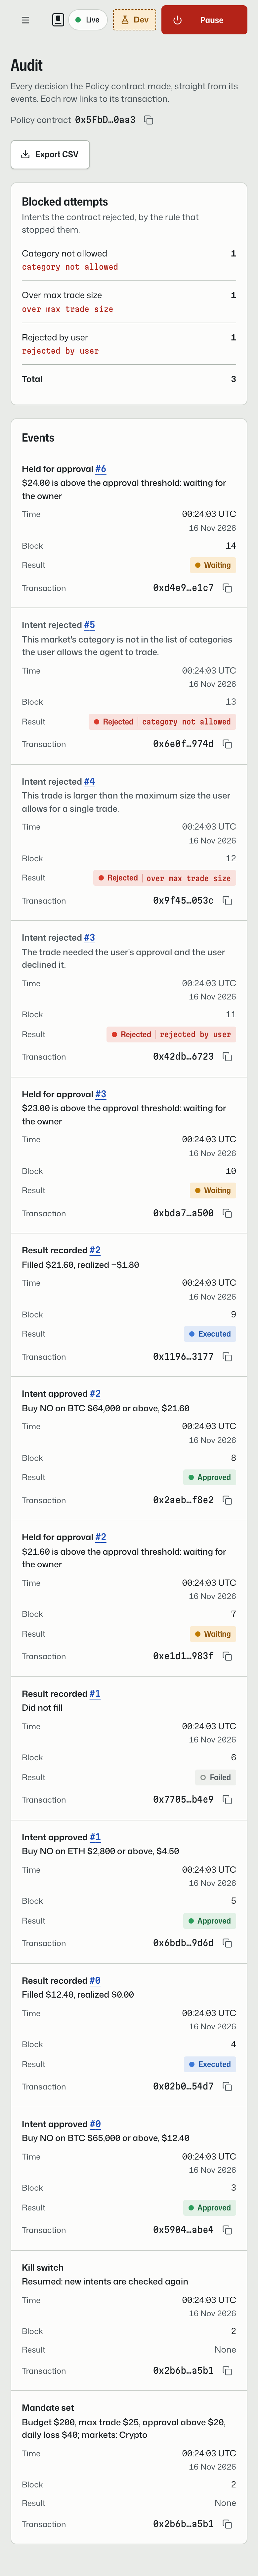 Live
Dev
Pause
Audit
Every decision the Policy contract made, straight from its
events. Each row links to its transaction.
Policy contract 0x5FbD…0aa3
Export CSV
Blocked attempts
Intents the contract rejected, by the rule that
stopped them.
Category not allowed 1
category not allowed
Over max trade size 1
over max trade size
Rejected by user 1
rejected by user
Total 3
Events
Held for approval #6
$24.00 is above the approval threshold: waiting for
the owner
Time 00:24:03 UTC
16 Nov 2026
Block 14
Result Waiting
Transaction 0xd4e9…e1c7
Intent rejected #5
This market's category is not in the list of categories
the user allows the agent to trade.
Time 00:24:03 UTC
16 Nov 2026
Block 13
Result Rejected category not allowed
Transaction 0x6e0f…974d
Intent rejected #4
This trade is larger than the maximum size the user
allows for a single trade.
Time 00:24:03 UTC
16 Nov 2026
Block 12
Result Rejected over max trade size
Transaction 0x9f45…053c
Intent rejected #3
The trade needed the user's approval and the user
declined it.
Time 00:24:03 UTC
16 Nov 2026
Block 11
Result Rejected rejected by user
Transaction 0x42db…6723
Held for approval #3
$23.00 is above the approval threshold: waiting for
the owner
Time 00:24:03 UTC
16 Nov 2026
Block 10
Result Waiting
Transaction 0xbda7…a500
Result recorded #2
Filled $21.60, realized −$1.80
Time 00:24:03 UTC
16 Nov 2026
Block 9
Result Executed
Transaction 0x1196…3177
Intent approved #2
Buy NO on BTC $64,000 or above, $21.60
Time 00:24:03 UTC
16 Nov 2026
Block 8
Result Approved
Transaction 0x2aeb…f8e2
Held for approval #2
$21.60 is above the approval threshold: waiting for
the owner
Time 00:24:03 UTC
16 Nov 2026
Block 7
Result Waiting
Transaction 0xe1d1…983f
Result recorded #1
Did not fill
Time 00:24:03 UTC
16 Nov 2026
Block 6
Result Failed
Transaction 0x7705…b4e9
Intent approved #1
Buy NO on ETH $2,800 or above, $4.50
Time 00:24:03 UTC
16 Nov 2026
Block 5
Result Approved
Transaction 0x6bdb…9d6d
Result recorded #0
Filled $12.40, realized $0.00
Time 00:24:03 UTC
16 Nov 2026
Block 4
Result Executed
Transaction 0x02b0…54d7
Intent approved #0
Buy NO on BTC $65,000 or above, $12.40
Time 00:24:03 UTC
16 Nov 2026
Block 3
Result Approved
Transaction 0x5904…abe4
Kill switch
Resumed: new intents are checked again
Time 00:24:03 UTC
16 Nov 2026
Block 2
Result None
Transaction 0x2b6b…a5b1
Mandate set
Budget $200, max trade $25, approval above $20,
daily loss $40; markets: Crypto
Time 00:24:03 UTC
16 Nov 2026
Block 2
Result None
Transaction 0x2b6b…a5b1